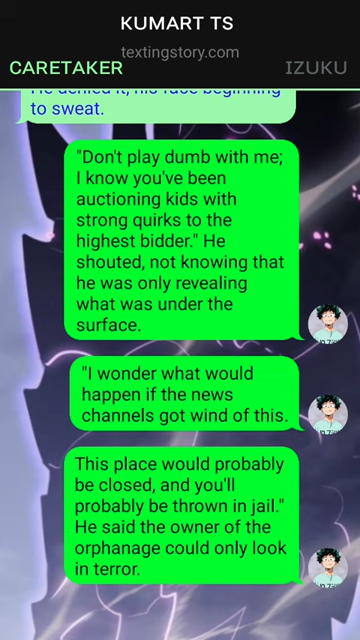 KUMART TS
textingstory.com
CARETAKER
IZUKU
He denied it, his face beginning
to sweat.
"Don't play dumb with me;
I know you've been
auctioning kids with
strong quirks to the
highest bidder." He
shouted, not knowing that
he was only revealing
what was under the
surface.
"I wonder what would
happen if the news
channels got wind of this.
This place would probably
be closed, and you'll
probably be thrown in jail."
He said the owner of the
orphanage could only look
in terror.